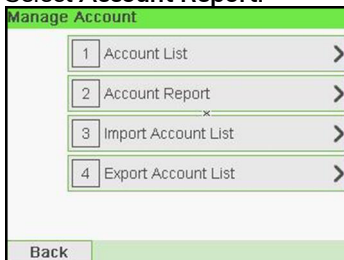 Select Account Report.
Manage Account
1 Account List
2 Account Report
3 Import Account List
4 Export Account List
Back